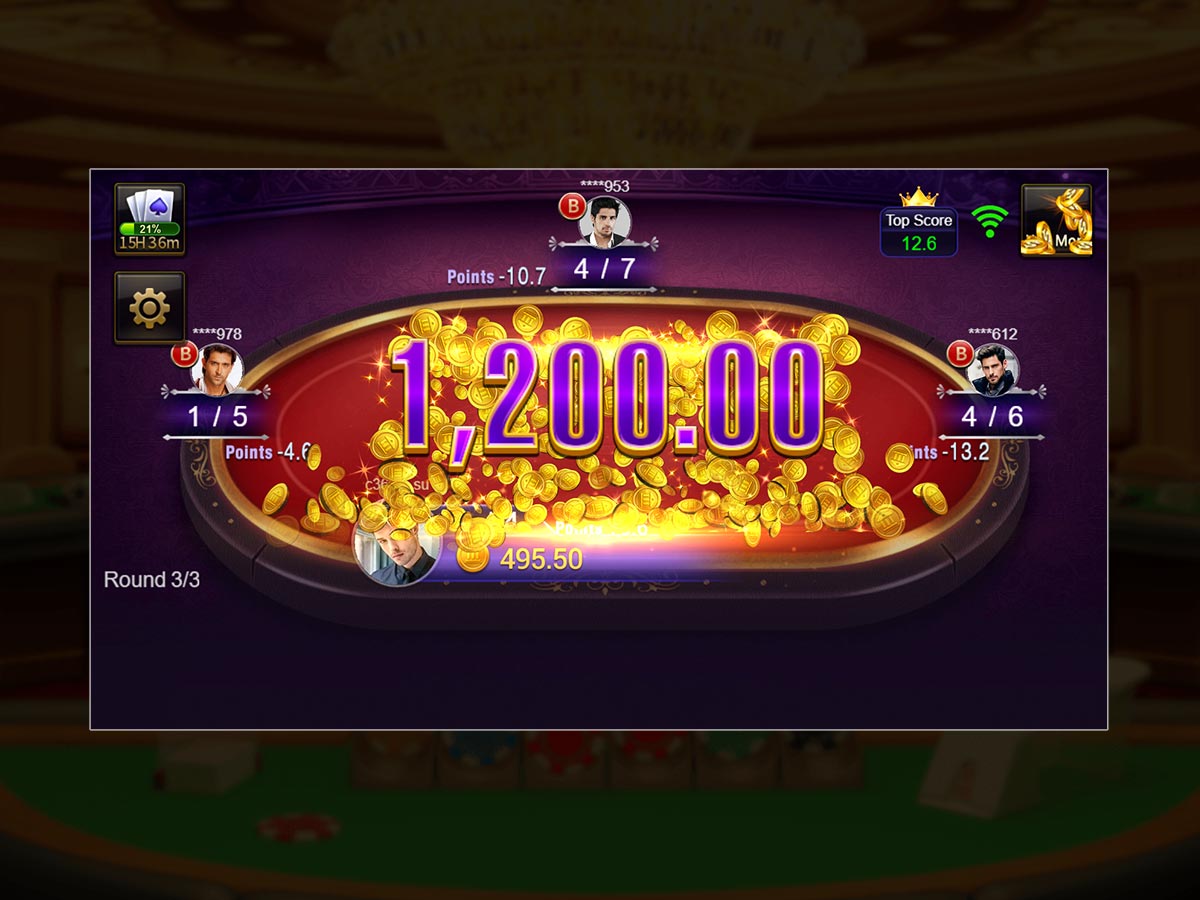 ****953
B
4 / 7
Points -10.7
21%
15H 36m
Top Score
12.6
****978
B
1 / 5
Points -4.6
****612
B
4 / 6
-13.2
1,200.00
Points
495.50
Round 3/3